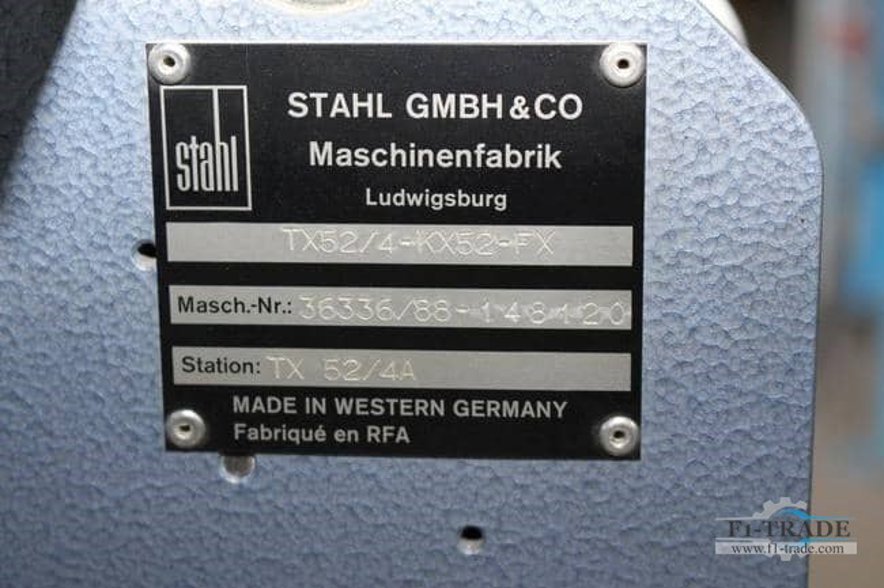 stahl
STAHL GMBH & CO
Maschinenfabrik
Ludwigsburg
TX52/4-KX52-FX
Masch.-Nr.: 36336/88-148120
Station: TX 52/4A
MADE IN WESTERN GERMANY
Fabriqué en RFA
F1-TRADE
www.f1-trade.com